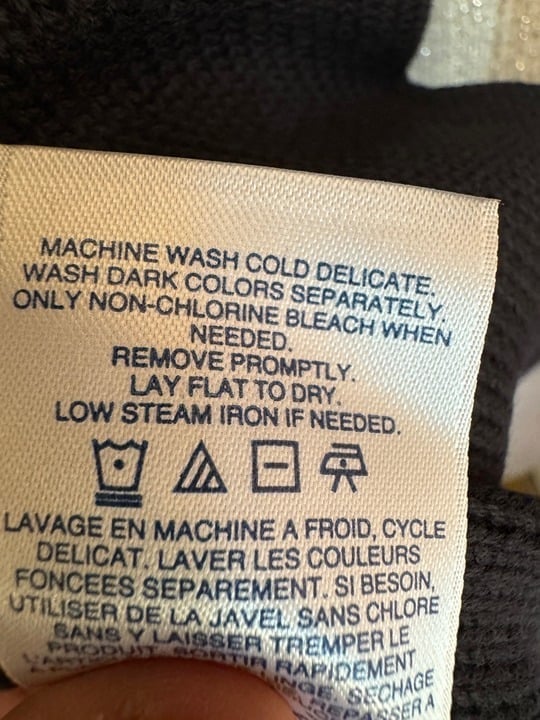 MACHINE WASH COLD DELICATE.
WASH DARK COLORS SEPARATELY.
ONLY NON-CHLORINE BLEACH WHEN
NEEDED.
REMOVE PROMPTLY.
LAY FLAT TO DRY.
LOW STEAM IRON IF NEEDED.
LAVAGE EN MACHINE A FROID, CYCLE
DELICAT. LAVER LES COULEURS
FONCEES SEPAREMENT. SI BESOIN,
UTILISER DE LA JAVEL SANS CHLORE
SANS Y LAISSER TREMPER LE
PRODUIT. SORTIR RAPIDEMENT
SECHAGE